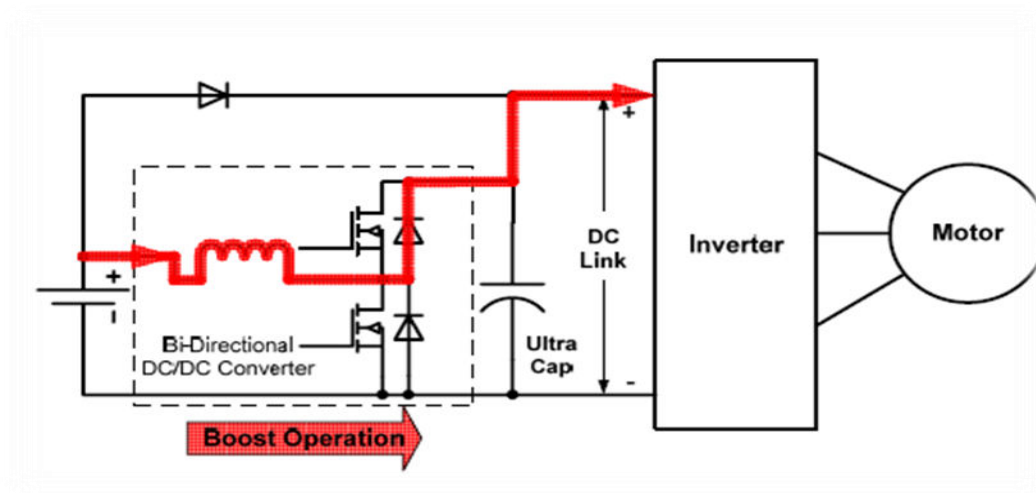 +
DC
Link
Inverter
Motor
+
-
Bi-Directional
DC/DC Converter
Ultra
Cap
-
Boost Operation